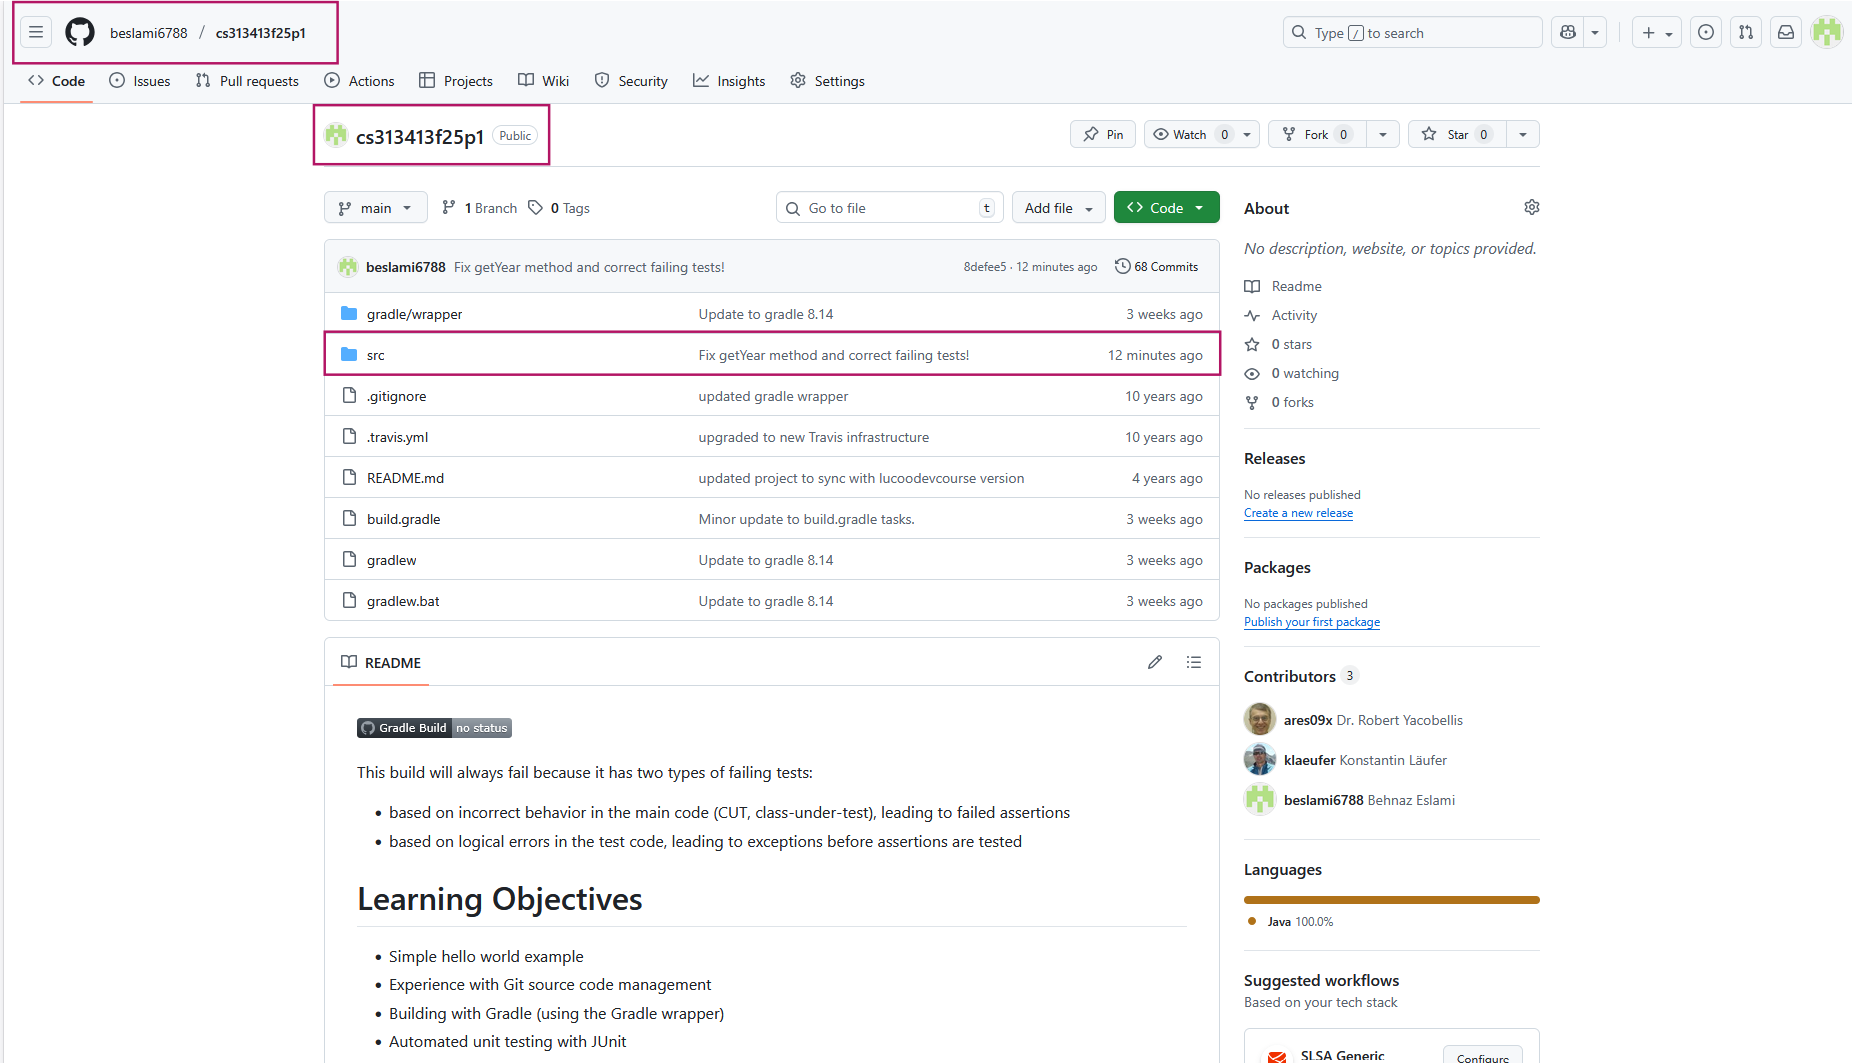 beslami6788 / cs313413f25p1
Type / to search
Code Issues Pull requests Actions Projects Wiki Security Insights Settings
cs313413f25p1 Public
Pin Watch 0 Fork 0 Star 0
main 1 Branch 0 Tags Go to file t Add file Code
beslami6788 Fix getYear method and correct failing tests! 8defee5 · 12 minutes ago 68 Commits
gradle/wrapper Update to gradle 8.14 3 weeks ago
src Fix getYear method and correct failing tests! 12 minutes ago
.gitignore updated gradle wrapper 10 years ago
.travis.yml upgraded to new Travis infrastructure 10 years ago
README.md updated project to sync with lucoodevcourse version 4 years ago
build.gradle Minor update to build.gradle tasks. 3 weeks ago
gradlew Update to gradle 8.14 3 weeks ago
gradlew.bat Update to gradle 8.14 3 weeks ago
README
Gradle Build no status
This build will always fail because it has two types of failing tests:
• based on incorrect behavior in the main code (CUT, class-under-test), leading to failed assertions
• based on logical errors in the test code, leading to exceptions before assertions are tested
Learning Objectives
• Simple hello world example
• Experience with Git source code management
• Building with Gradle (using the Gradle wrapper)
• Automated unit testing with JUnit
About
No description, website, or topics provided.
Readme
Activity
0 stars
0 watching
0 forks
Releases
No releases published
Create a new release
Packages
No packages published
Publish your first package
Contributors 3
ares09x Dr. Robert Yacobellis
klaeufer Konstantin Läufer
beslami6788 Behnaz Eslami
Languages
Java 100.0%
Suggested workflows
Based on your tech stack
SLSA Generic Configure